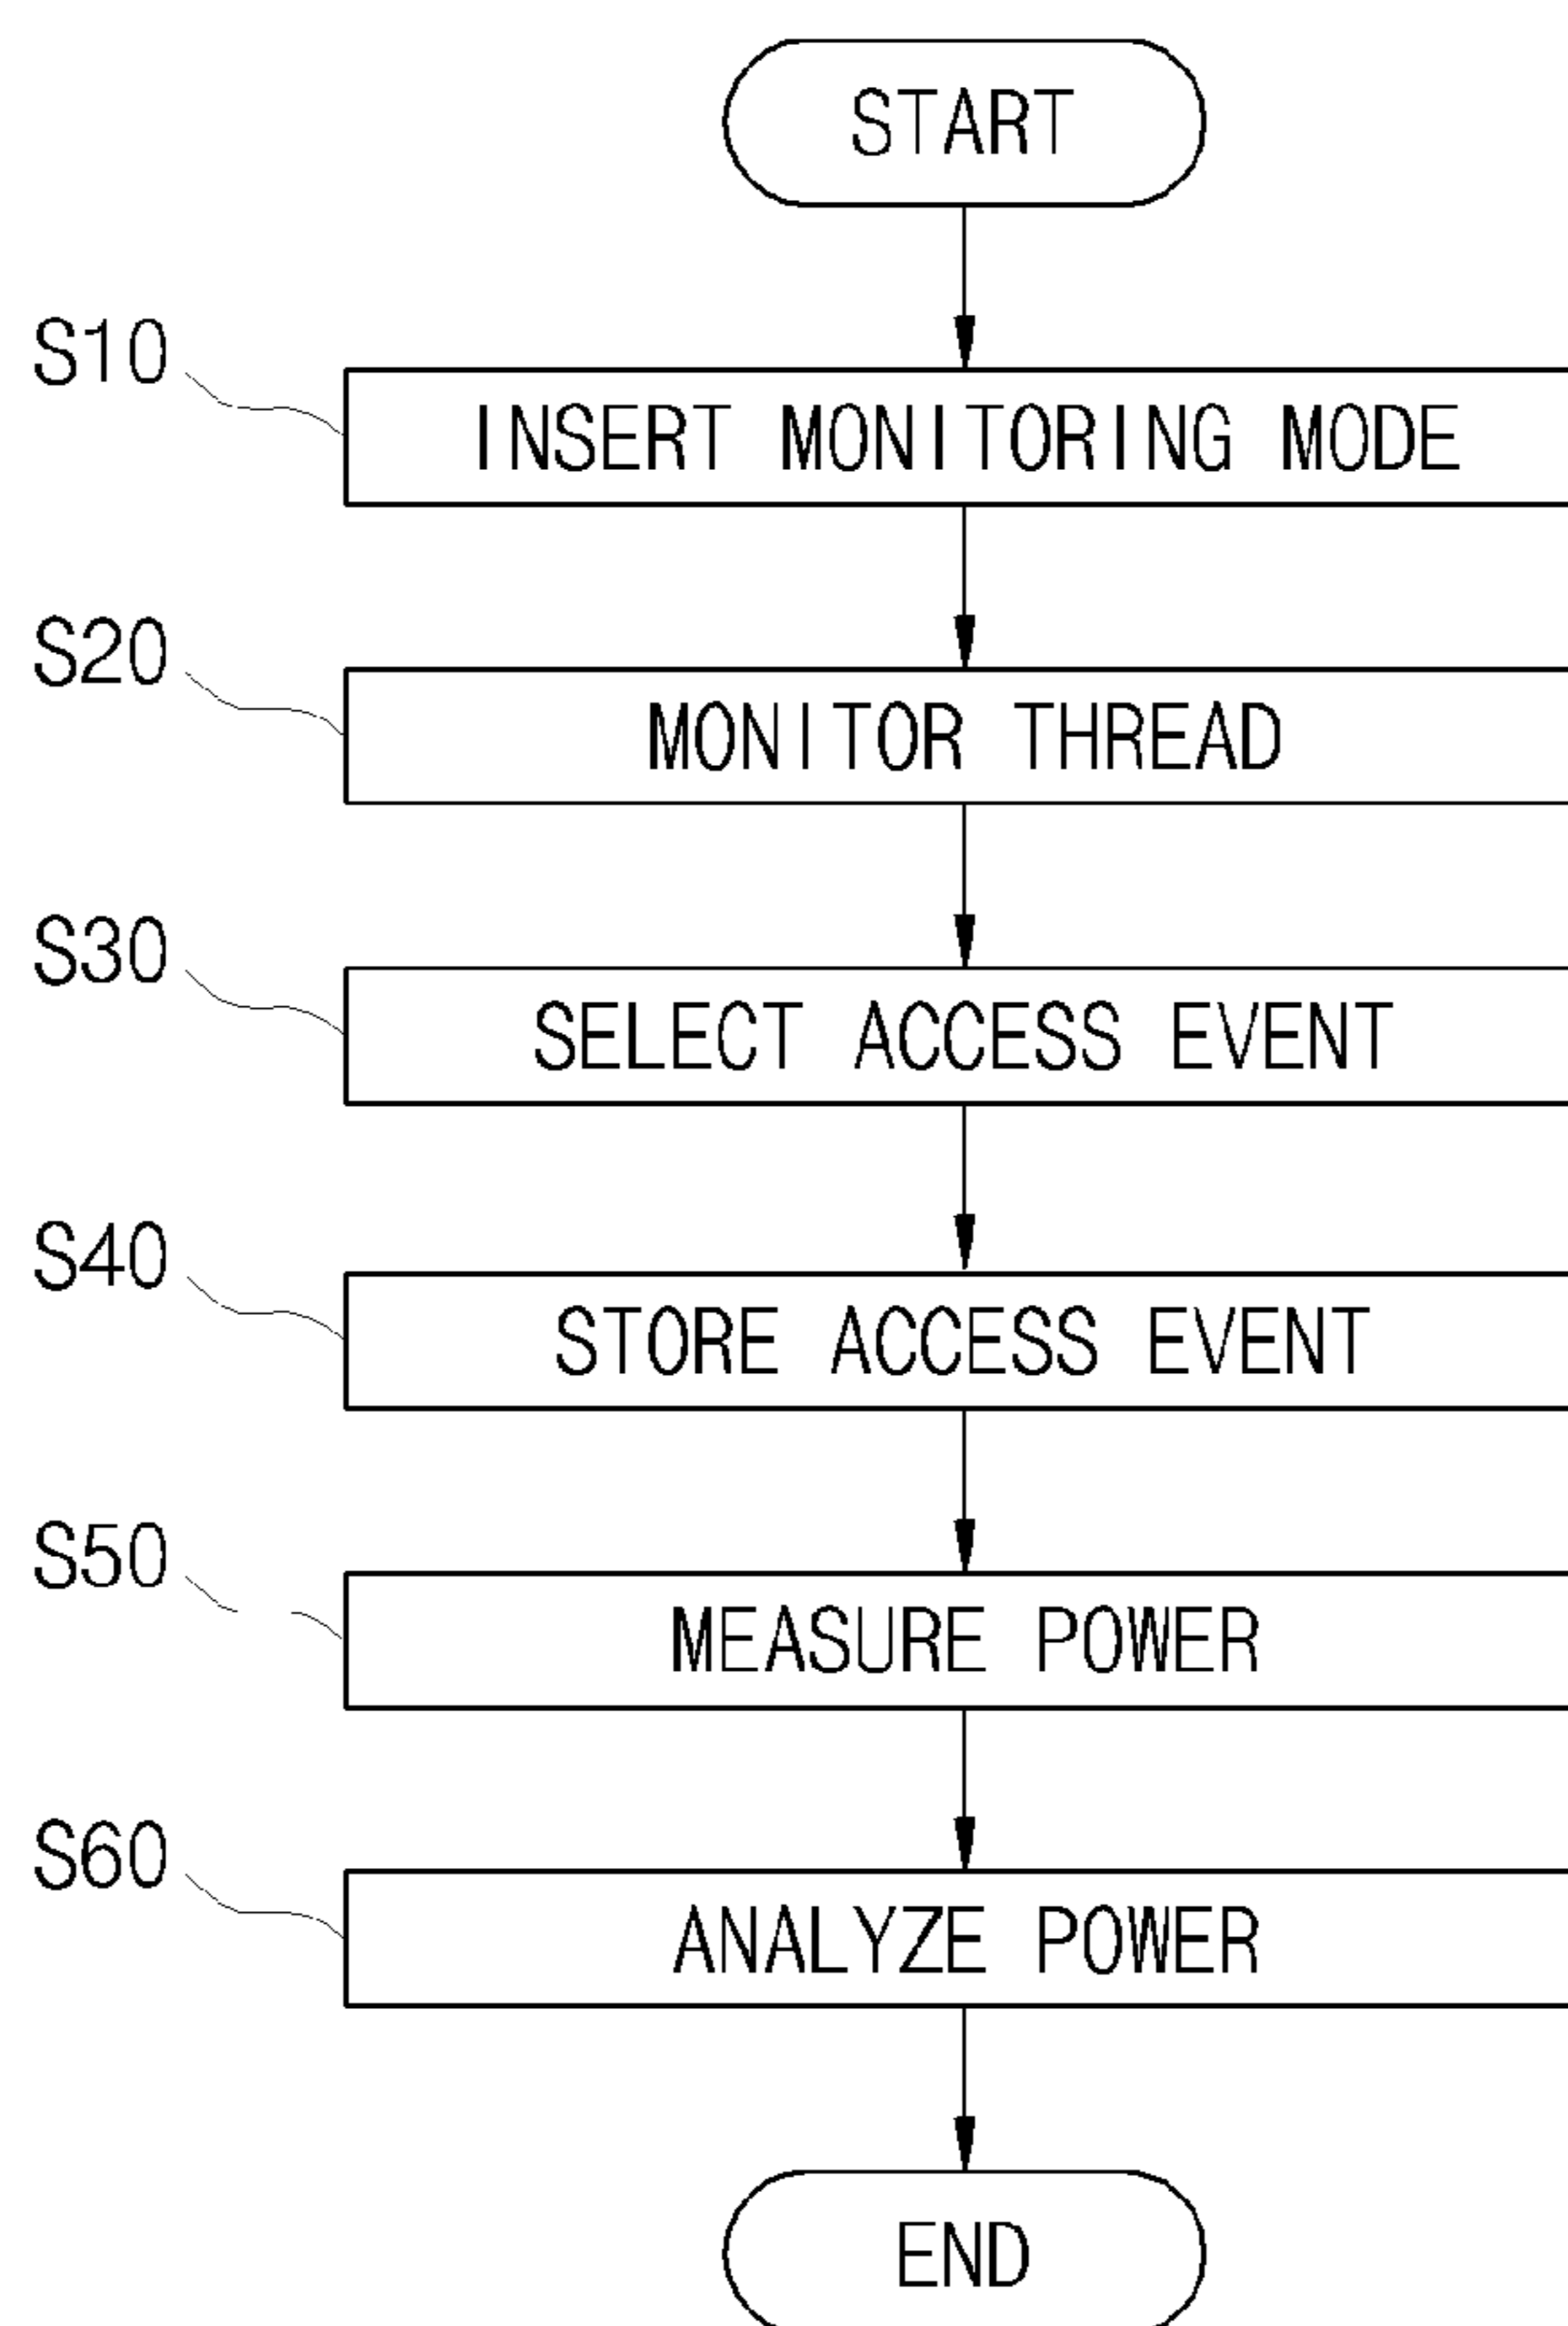 START
S10
INSERT MONITORING MODE
S20
MONITOR THREAD
S30
SELECT ACCESS EVENT
S40
STORE ACCESS EVENT
S50
MEASURE POWER
S60
ANALYZE POWER
END